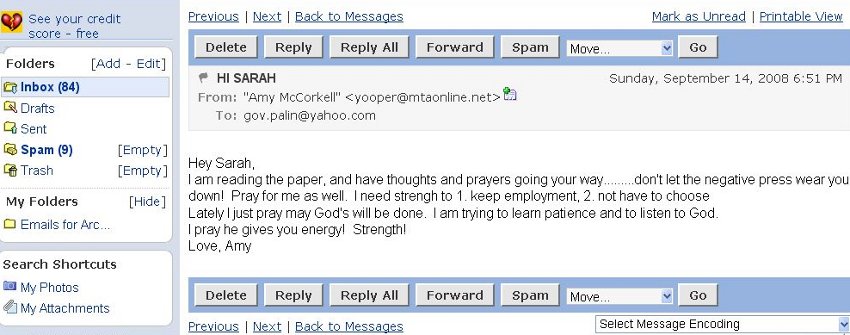 See your credit
score - free
Folders [Add - Edit]
Inbox (84)
Drafts
Sent
Spam (9) [Empty]
Trash [Empty]
My Folders [Hide]
Emails for Arc...
Search Shortcuts
My Photos
My Attachments
Previous | Next | Back to Messages Mark as Unread | Printable View
Delete Reply Reply All Forward Spam Move... Go
HI SARAH Sunday, September 14, 2008 6:51 PM
From: "Amy McCorkell" <yooper@mtaonline.net>
To: gov.palin@yahoo.com
Hey Sarah,
I am reading the paper, and have thoughts and prayers going your way.........don't let the negative press wear you
down! Pray for me as well. I need strengh to 1. keep employment, 2. not have to choose
Lately I just pray may God's will be done. I am trying to learn patience and to listen to God.
I pray he gives you energy! Strength!
Love, Amy
Delete Reply Reply All Forward Spam Move... Go
Previous | Next | Back to Messages Select Message Encoding